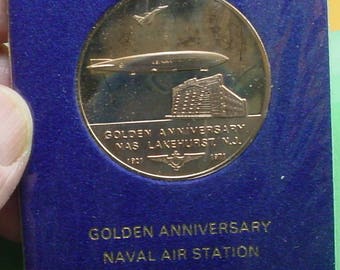 GOLDEN ANNIVERSARY
NAS LAKEHURST, N.J.
1921 1971
GOLDEN ANNIVERSARY
NAVAL AIR STATION